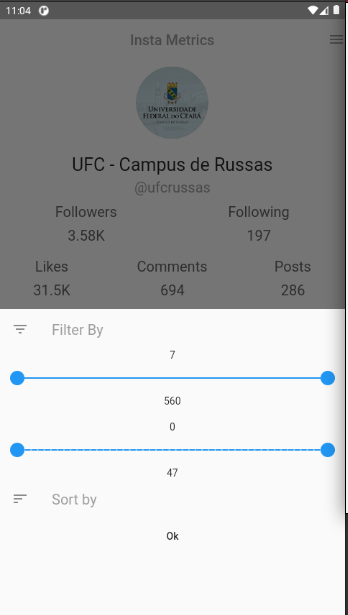 11:04
Insta Metrics
UNIVERSIDADE
FEDERAL DO CEARÁ
UFC - Campus de Russas
@ufcrussas
Followers Following
3.58K 197
Likes Comments Posts
31.5K 694 286
Filter By
7
560
0
47
Sort by
Ok